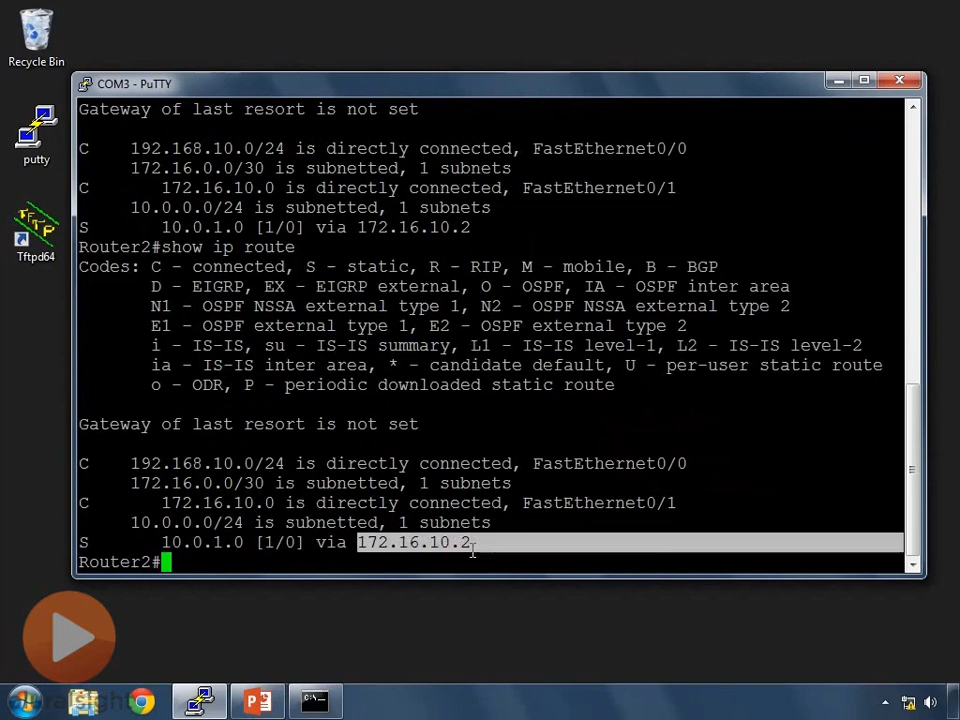 Recycle Bin
putty
Tftpd64
COM3 - PuTTY
Gateway of last resort is not set
C    192.168.10.0/24 is directly connected, FastEthernet0/0
     172.16.0.0/30 is subnetted, 1 subnets
C       172.16.10.0 is directly connected, FastEthernet0/1
     10.0.0.0/24 is subnetted, 1 subnets
S       10.0.1.0 [1/0] via 172.16.10.2
Router2#show ip route
Codes: C - connected, S - static, R - RIP, M - mobile, B - BGP
       D - EIGRP, EX - EIGRP external, O - OSPF, IA - OSPF inter area
       N1 - OSPF NSSA external type 1, N2 - OSPF NSSA external type 2
       E1 - OSPF external type 1, E2 - OSPF external type 2
       i - IS-IS, su - IS-IS summary, L1 - IS-IS level-1, L2 - IS-IS level-2
       ia - IS-IS inter area, * - candidate default, U - per-user static route
       o - ODR, P - periodic downloaded static route
Gateway of last resort is not set
C    192.168.10.0/24 is directly connected, FastEthernet0/0
     172.16.0.0/30 is subnetted, 1 subnets
C       172.16.10.0 is directly connected, FastEthernet0/1
     10.0.0.0/24 is subnetted, 1 subnets
S       10.0.1.0 [1/0] via 172.16.10.2
Router2#
pluralsight